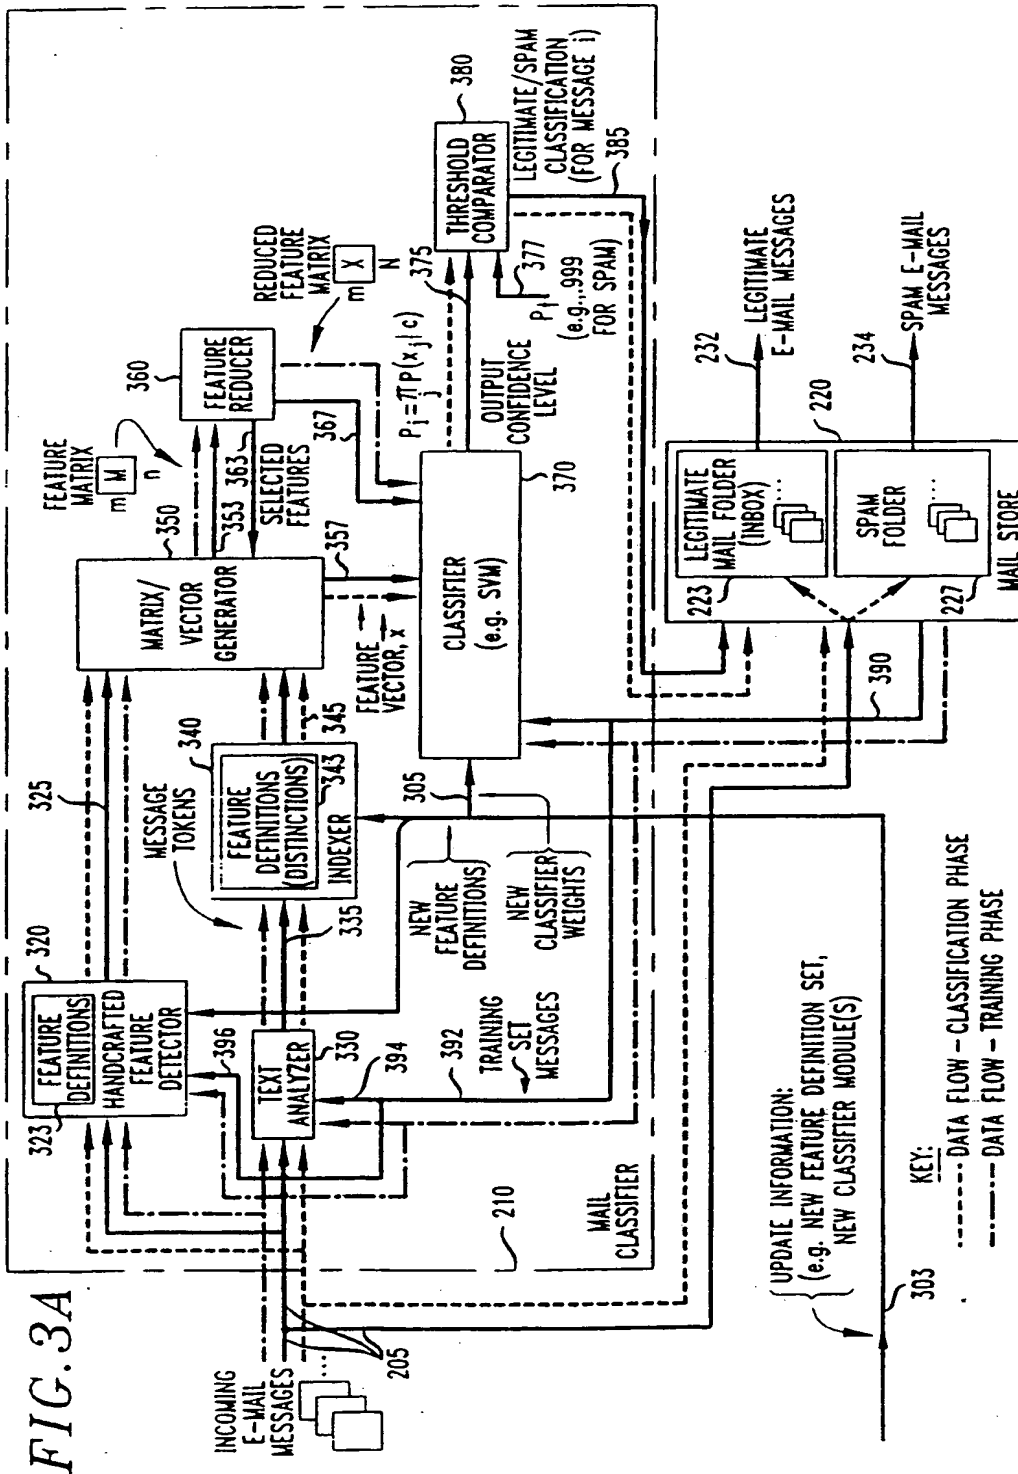 FIG. 3A
INCOMING
E-MAIL
MESSAGES
...
205
210
MAIL
CLASSIFIER
320
323
FEATURE
DEFINITIONS
HANDCRAFTED
FEATURE
DETECTOR
396
325
TEXT
ANALYZER
330
394
392
TRAINING
SET
MESSAGES
MESSAGE
TOKENS
335
340
FEATURE
DEFINITIONS
(DISTINCTIONS)
343
INDEXER
345
NEW
FEATURE
DEFINITIONS
NEW
CLASSIFIER
WEIGHTS
305
MATRIX/
VECTOR
GENERATOR
350
353
357
FEATURE
VECTOR, x
FEATURE
MATRIX
m M
n
363
SELECTED
FEATURES
360
FEATURE
REDUCER
367
REDUCED
FEATURE
MATRIX
m X
N
CLASSIFIER
(e.g. SVM)
370
Pi=π P(xj|c)
j
OUTPUT
CONFIDENCE
LEVEL
375
377
Pi
(e.g., .999
FOR SPAM)
THRESHOLD
COMPARATOR
380
LEGITIMATE/SPAM
CLASSIFICATION
(FOR MESSAGE i)
385
390
223
LEGITIMATE
MAIL FOLDER
(INBOX)
...
SPAM
FOLDER
...
227
MAIL STORE
220
232
LEGITIMATE
E-MAIL MESSAGES
234
SPAM E-MAIL
MESSAGES
UPDATE INFORMATION:
(e.g. NEW FEATURE DEFINITION SET,
NEW CLASSIFIER MODULE(S)
303
KEY:
DATA FLOW-CLASSIFICATION PHASE
DATA FLOW-TRAINING PHASE